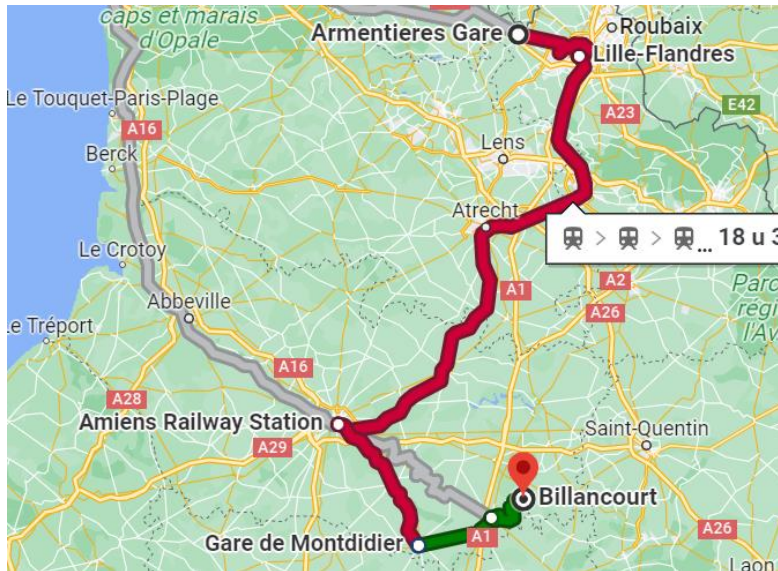 caps et marais
d'Opale
Armentieres Gare
Roubaix
Lille-Flandres
Le Touquet-Paris-Plage
A23
E42
A16
Lens
Berck
Atrecht
18 u 3
Le Crotoy
A1
A2
Parc
régi
l'Av
A26
Abbeville
Le Tréport
A16
A28
Amiens Railway Station
Saint-Quentin
A29
Billancourt
A1
A26
Gare de Montdidier
Laon